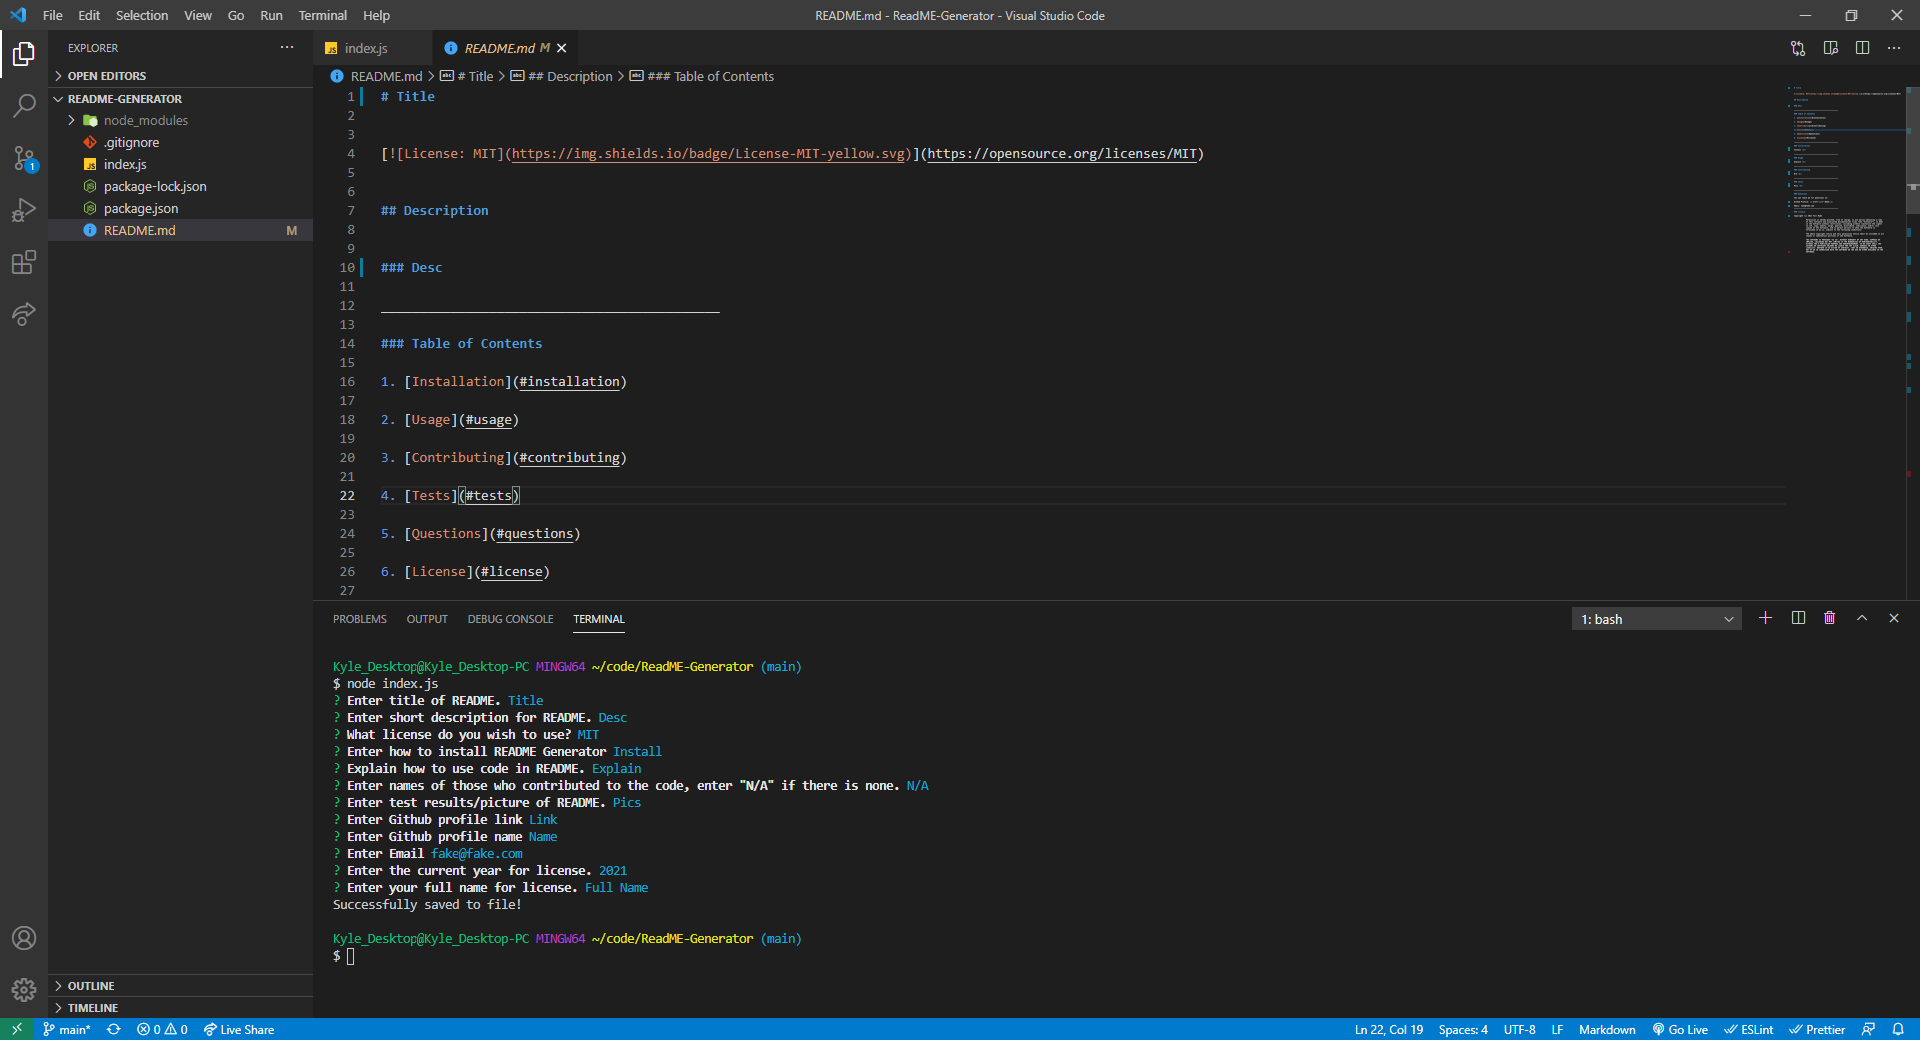 File Edit Selection View Go Run Terminal Help README.md - ReadME-Generator - Visual Studio Code
EXPLORER
OPEN EDITORS
README-GENERATOR
node_modules
.gitignore
index.js
package-lock.json
package.json
README.md M
OUTLINE
TIMELINE
1
index.js README.md M
README.md > # Title > ## Description > ### Table of Contents
1 # Title
2
3
4 [![License: MIT](https://img.shields.io/badge/License-MIT-yellow.svg)](https://opensource.org/licenses/MIT)
5
6
7 ## Description
8
9
10 ### Desc
11
12 ____________________________________________
13
14 ### Table of Contents
15
16 1. [Installation](#installation)
17
18 2. [Usage](#usage)
19
20 3. [Contributing](#contributing)
21
22 4. [Tests](#tests)
23
24 5. [Questions](#questions)
25
26 6. [License](#license)
27
PROBLEMS OUTPUT DEBUG CONSOLE TERMINAL 1: bash
Kyle_Desktop@Kyle_Desktop-PC MINGW64 ~/code/ReadME-Generator (main)
$ node index.js
? Enter title of README. Title
? Enter short description for README. Desc
? What license do you wish to use? MIT
? Enter how to install README Generator Install
? Explain how to use code in README. Explain
? Enter names of those who contributed to the code, enter "N/A" if there is none. N/A
? Enter test results/picture of README. Pics
? Enter Github profile link Link
? Enter Github profile name Name
? Enter Email fake@fake.com
? Enter the current year for license. 2021
? Enter your full name for license. Full Name
Successfully saved to file!
Kyle_Desktop@Kyle_Desktop-PC MINGW64 ~/code/ReadME-Generator (main)
$
main* 0 0 Live Share Ln 22, Col 19 Spaces: 4 UTF-8 LF Markdown Go Live ESLint Prettier